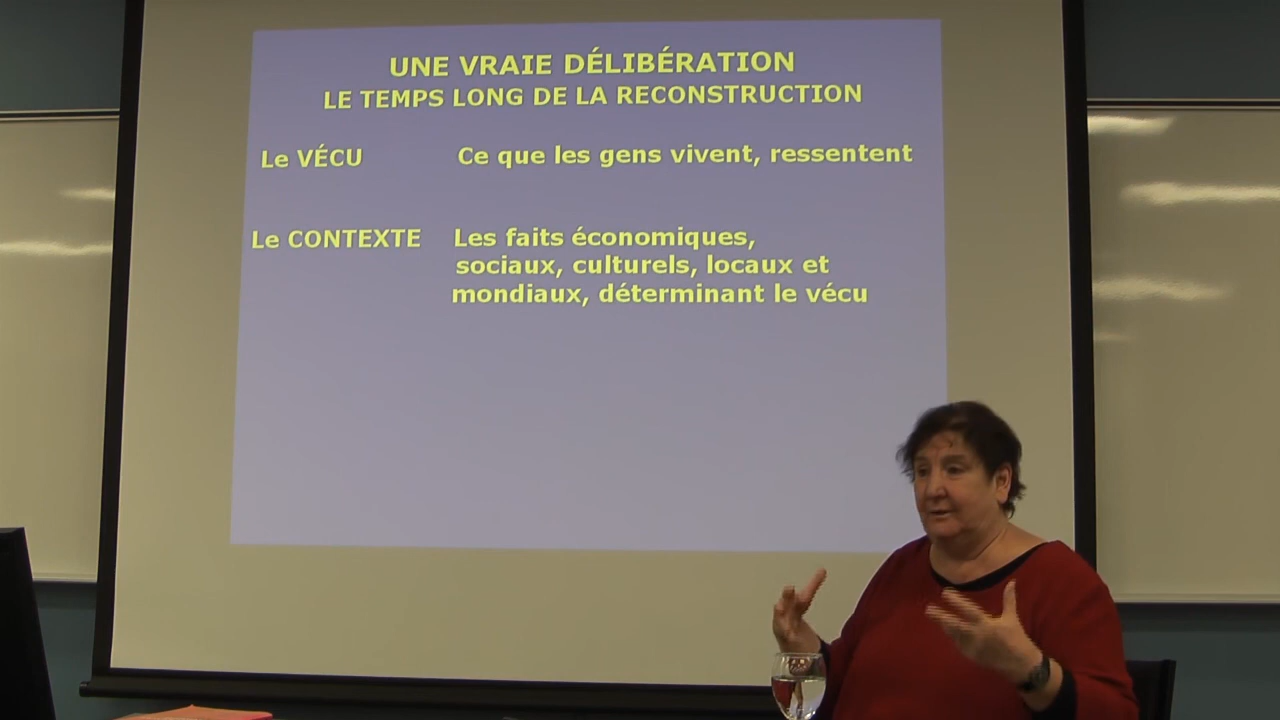 UNE VRAIE DÉLIBÉRATION
LE TEMPS LONG DE LA RECONSTRUCTION
Le VÉCU Ce que les gens vivent, ressentent
Le CONTEXTE Les faits économiques,
sociaux, culturels, locaux et
mondiaux, déterminant le vécu